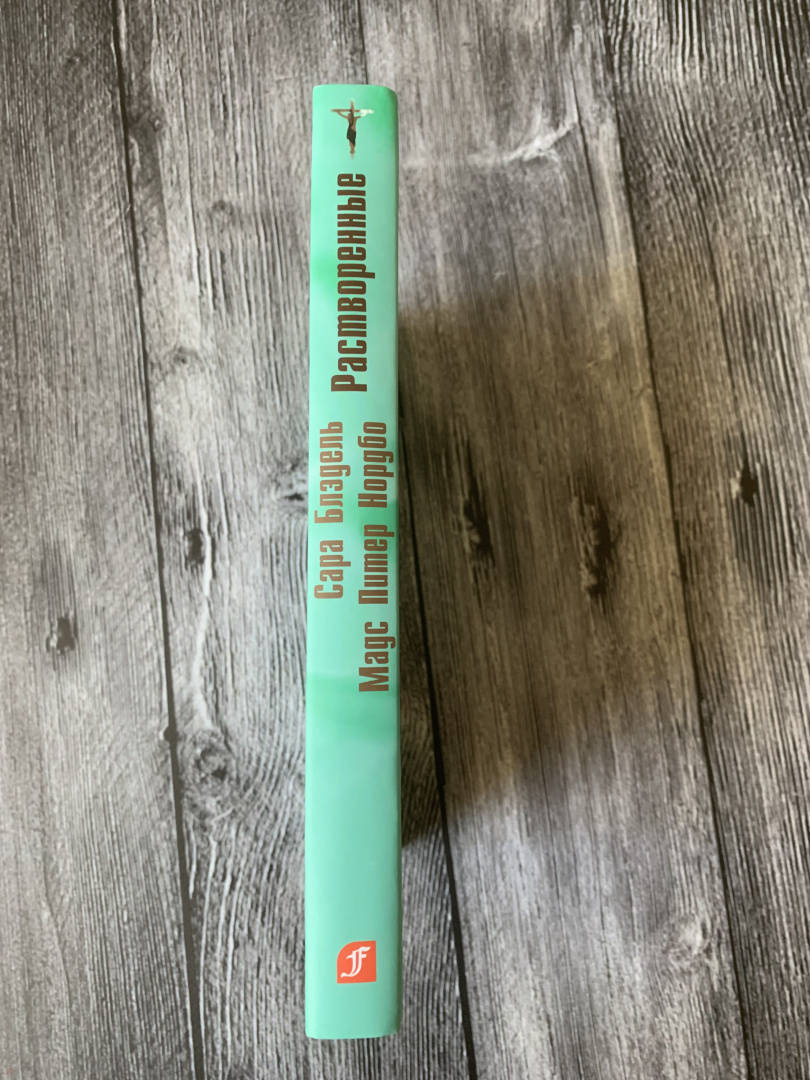 Сара Блэдель
Мадс Питер Нордбо
Растворенные
F